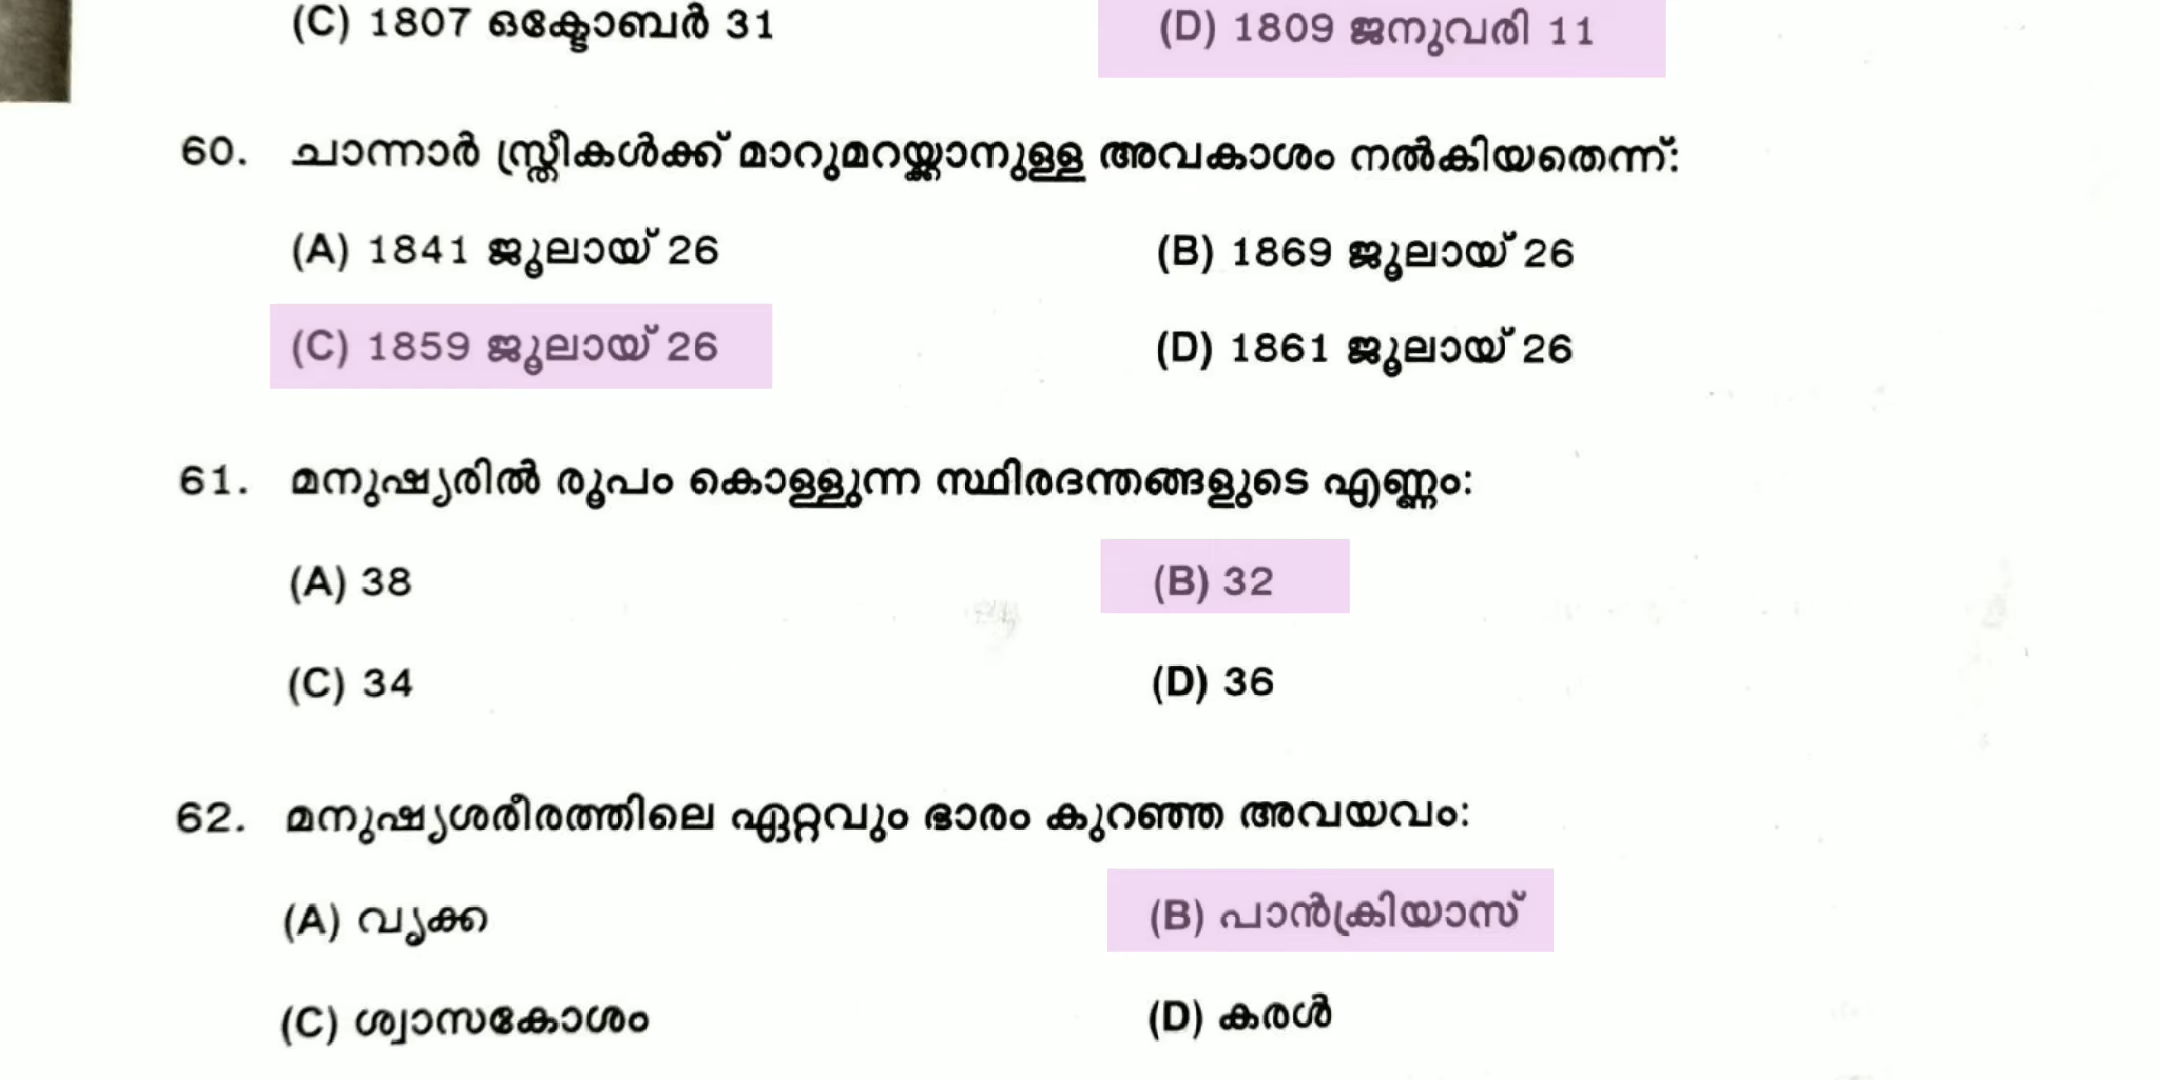 (C) 1807 ഒക്ടോബർ 31 (D) 1809 ജനുവരി 11
60. ചാന്നാർ സ്ത്രീകൾക്ക് മാറുമറയ്ക്കാനുള്ള അവകാശം നൽകിയതെന്ന്:
(A) 1841 ജൂലായ് 26 (B) 1869 ജൂലായ് 26
(C) 1859 ജൂലായ് 26 (D) 1861 ജൂലായ് 26
61. മനുഷ്യരിൽ രൂപം കൊള്ളുന്ന സ്ഥിരദന്തങ്ങളുടെ എണ്ണം:
(A) 38 (B) 32
(C) 34 (D) 36
62. മനുഷ്യശരീരത്തിലെ ഏറ്റവും ഭാരം കുറഞ്ഞ അവയവം:
(A) വൃക്ക (B) പാൻക്രിയാസ്
(C) ശ്വാസകോശം (D) കരൾ